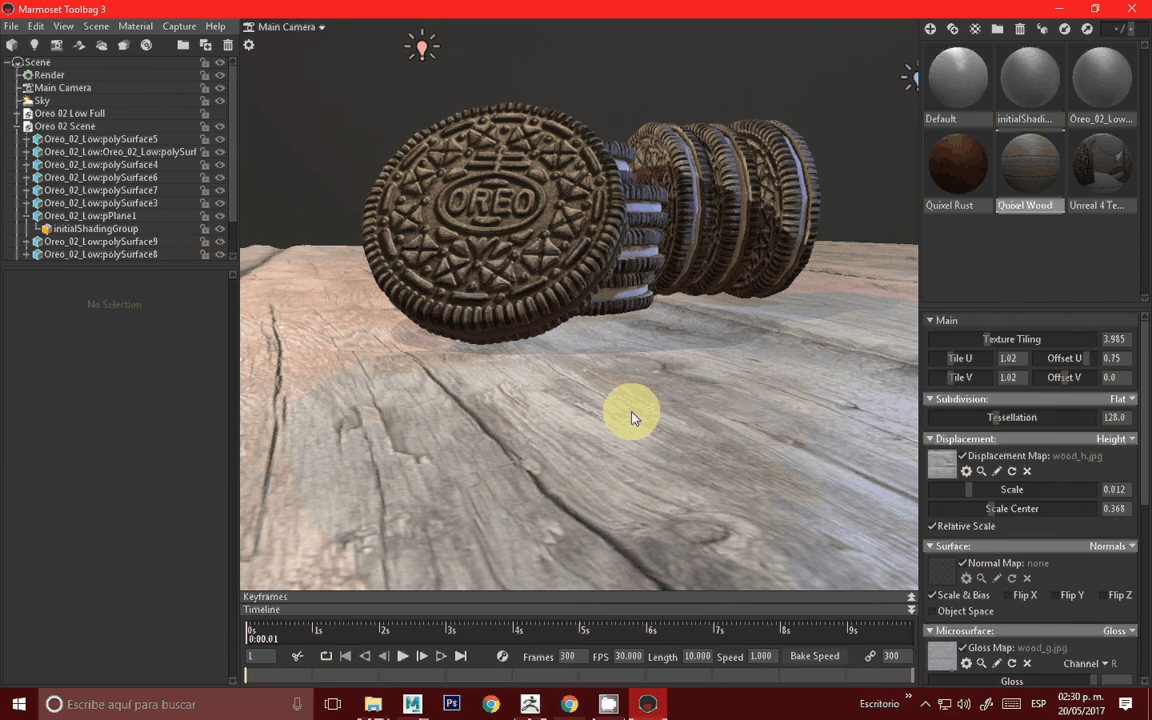 Marmoset Toolbag 3
File Edit View Scene Material Capture Help
Main Camera
Scene
Render
Main Camera
Sky
Oreo 02 Low Full
Oreo 02 Scene
Oreo_02_Low:polySurface5
Oreo_02_Low:Oreo_02_Low:polySurf
Oreo_02_Low:polySurface4
Oreo_02_Low:polySurface6
Oreo_02_Low:polySurface7
Oreo_02_Low:polySurface3
Oreo_02_Low:pPlane1
initialShadingGroup
Oreo_02_Low:polySurface9
Oreo_02_Low:polySurface8
No Selection
OREO
Default initialShadi... Oreo_02_Low...
Quixel Rust Quixel Wood Unreal 4 Te...
Main
Texture Tiling 3.985
Tile U 1.02 Offset U 0.75
Tile V 1.02 Offset V 0.0
Subdivision: Flat
Tessellation 128.0
Displacement: Height
Displacement Map: wood_h.jpg
Scale 0.012
Scale Center 0.368
Relative Scale
Surface: Normals
Normal Map: none
Scale & Bias Flip X Flip Y Flip Z
Object Space
Microsurface: Gloss
Gloss Map: wood_g.jpg
Channel R
Gloss
Keyframes
Timeline
0s 1s 2s 3s 4s 5s 6s 7s 8s 9s
0:00.01
1 Frames 300 FPS 30.000 Length 10.000 Speed 1.000 Bake Speed 300
Escribe aquí para buscar
Ps
Escritorio
»
ESP
02:30 p. m.
20/05/2017